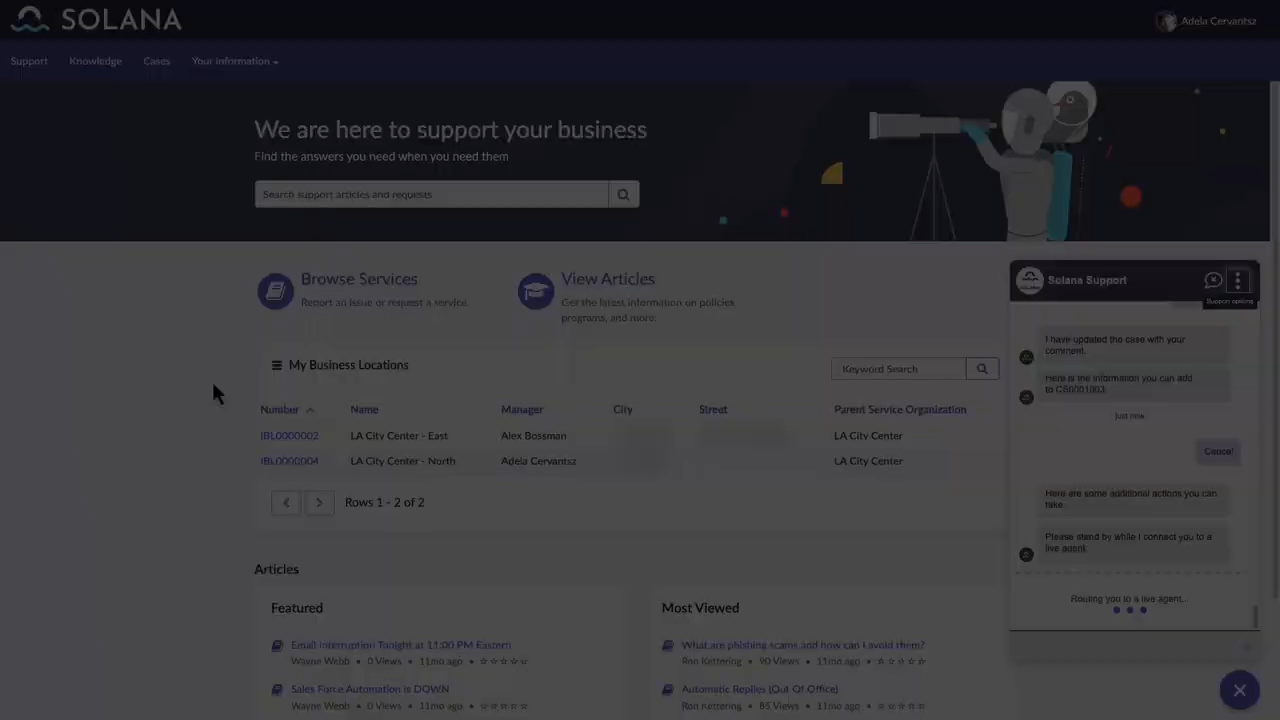 SOLANA
Adela Cervantsz
Support
Knowledge
Cases
Your Information
We are here to support your business
Find the answers you need when you need them
Search support articles and requests
Browse Services
Report an issue or request a service.
View Articles
Get the latest information on policies
programs, and more.
My Business Locations
Keyword Search
Number Name Manager City Street Parent Service Organization
IBL0000002 LA City Center - East Alex Bossman LA City Center
IBL0000004 LA City Center - North Adela Cervantsz LA City Center
Rows 1 - 2 of 2
Articles
Featured
Email Interruption Tonight at 11:00 PM Eastern
Wayne Webb • 0 Views • 11mo ago • ☆☆☆☆☆
Sales Force Automation is DOWN
Wayne Webb • 0 Views • 11mo ago • ☆☆☆☆☆
Most Viewed
What are phishing scams and how can I avoid them?
Ron Kettering • 90 Views • 11mo ago • ☆☆☆☆☆
Automatic Replies (Out Of Office)
Ron Kettering • 85 Views • 11mo ago • ☆☆☆☆☆
Solana Support
Support options
I have updated the case with your
comment.
Here is the information you can add
to CS0001003.
Just now
Cancel
Here are some additional actions you can
take.
Please stand by while I connect you to a
live agent.
Routing you to a live agent...